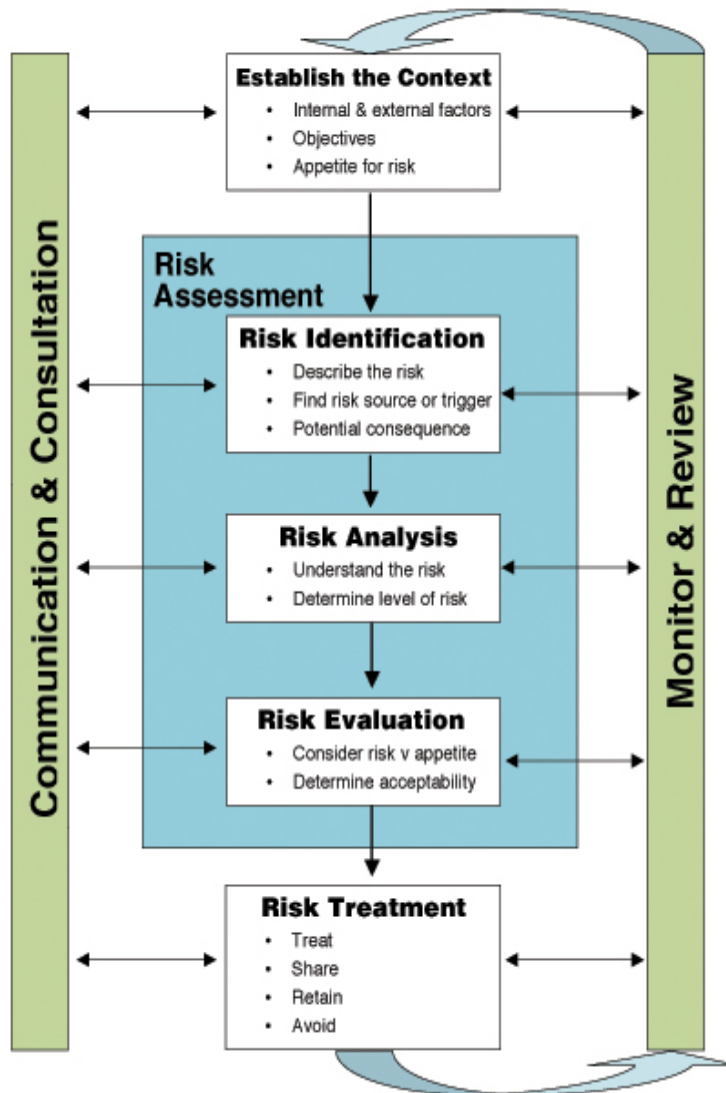 Establish the Context
• Internal & external factors
• Objectives
• Appetite for risk
Communication & Consultation
Monitor & Review
Risk
Assessment
Risk Identification
• Describe the risk
• Find risk source or trigger
• Potential consequence
Risk Analysis
• Understand the risk
• Determine level of risk
Risk Evaluation
• Consider risk v appetite
• Determine acceptability
Risk Treatment
• Treat
• Share
• Retain
• Avoid